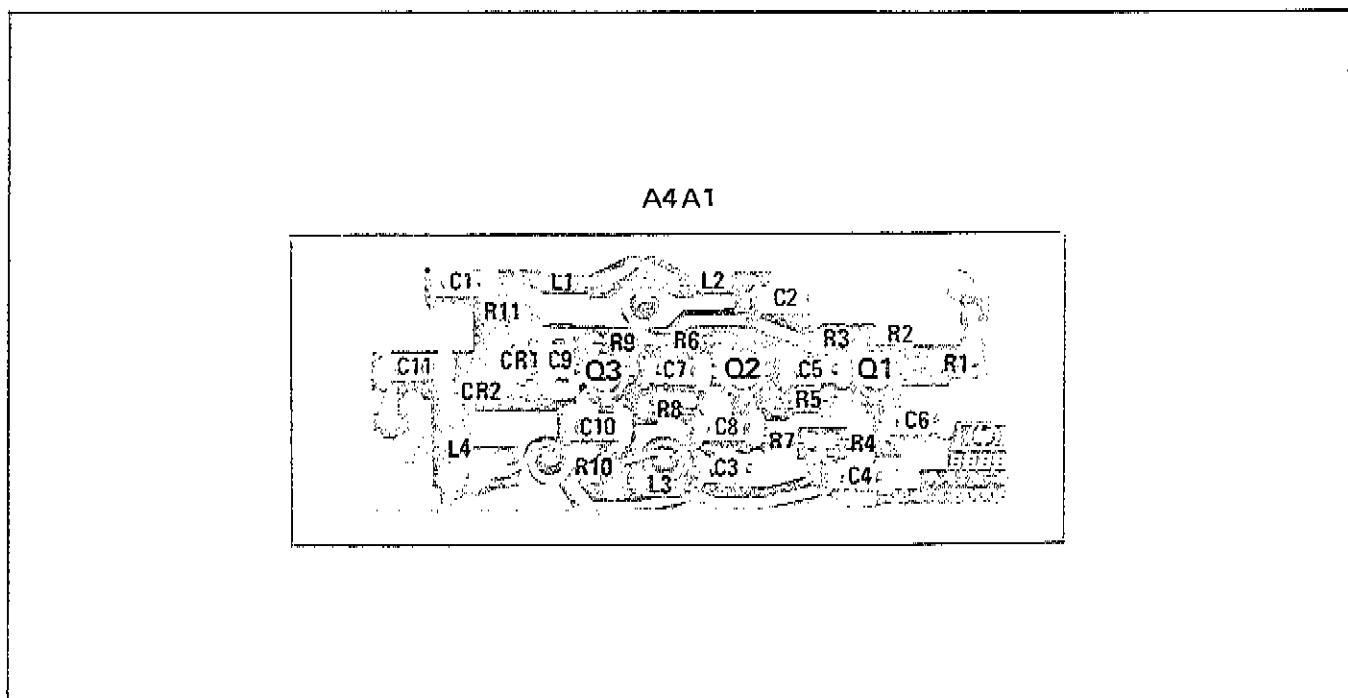 A4A1
C1 L1 L2 C2
R11
R9 R6 R3 R2
C11 CR1 C9 Q3 C7 Q2 C5 Q1 R1
CR2 R8 R5
C10 C8 C6
L4 R7 R4
R10 L3 C3 C4